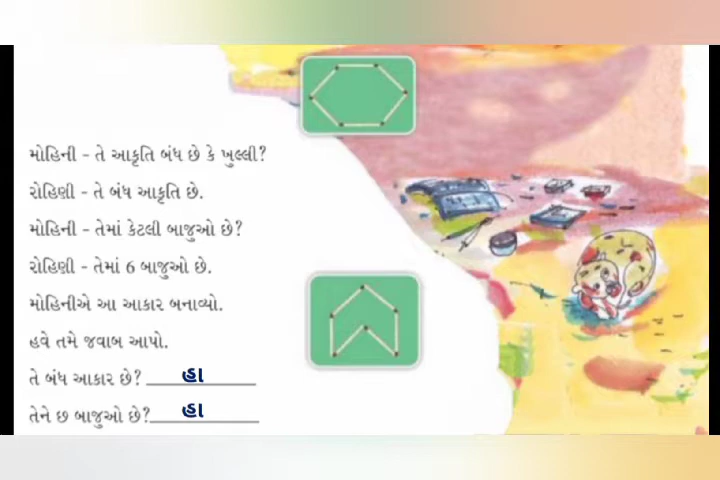 મોહિની - તે આકૃતિ બંધ છે કે ખુલ્લી?
રોહિણી - તે બંધ આકૃતિ છે.
મોહિની - તેમાં કેટલી બાજુઓ છે?
રોહિણી - તેમાં 6 બાજુઓ છે.
મોહિનીએ આ આકાર બનાવ્યો.
હવે તમે જવાબ આપો.
તે બંધ આકાર છે? હા
તેને છ બાજુઓ છે? હા